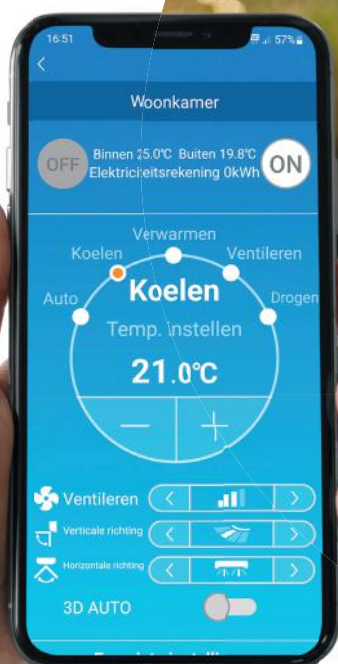 16:51 57%
Woonkamer
OFF Binnen 25.0°C Buiten 19.8°C ON
Elektriciteitsrekening 0kWh
Verwarmen
Koelen Ventileren
Auto Koelen Drogen
Temp. instellen
21.0°C
− +
Ventileren < >
Verticale richting < >
Horizontale richting < >
3D AUTO